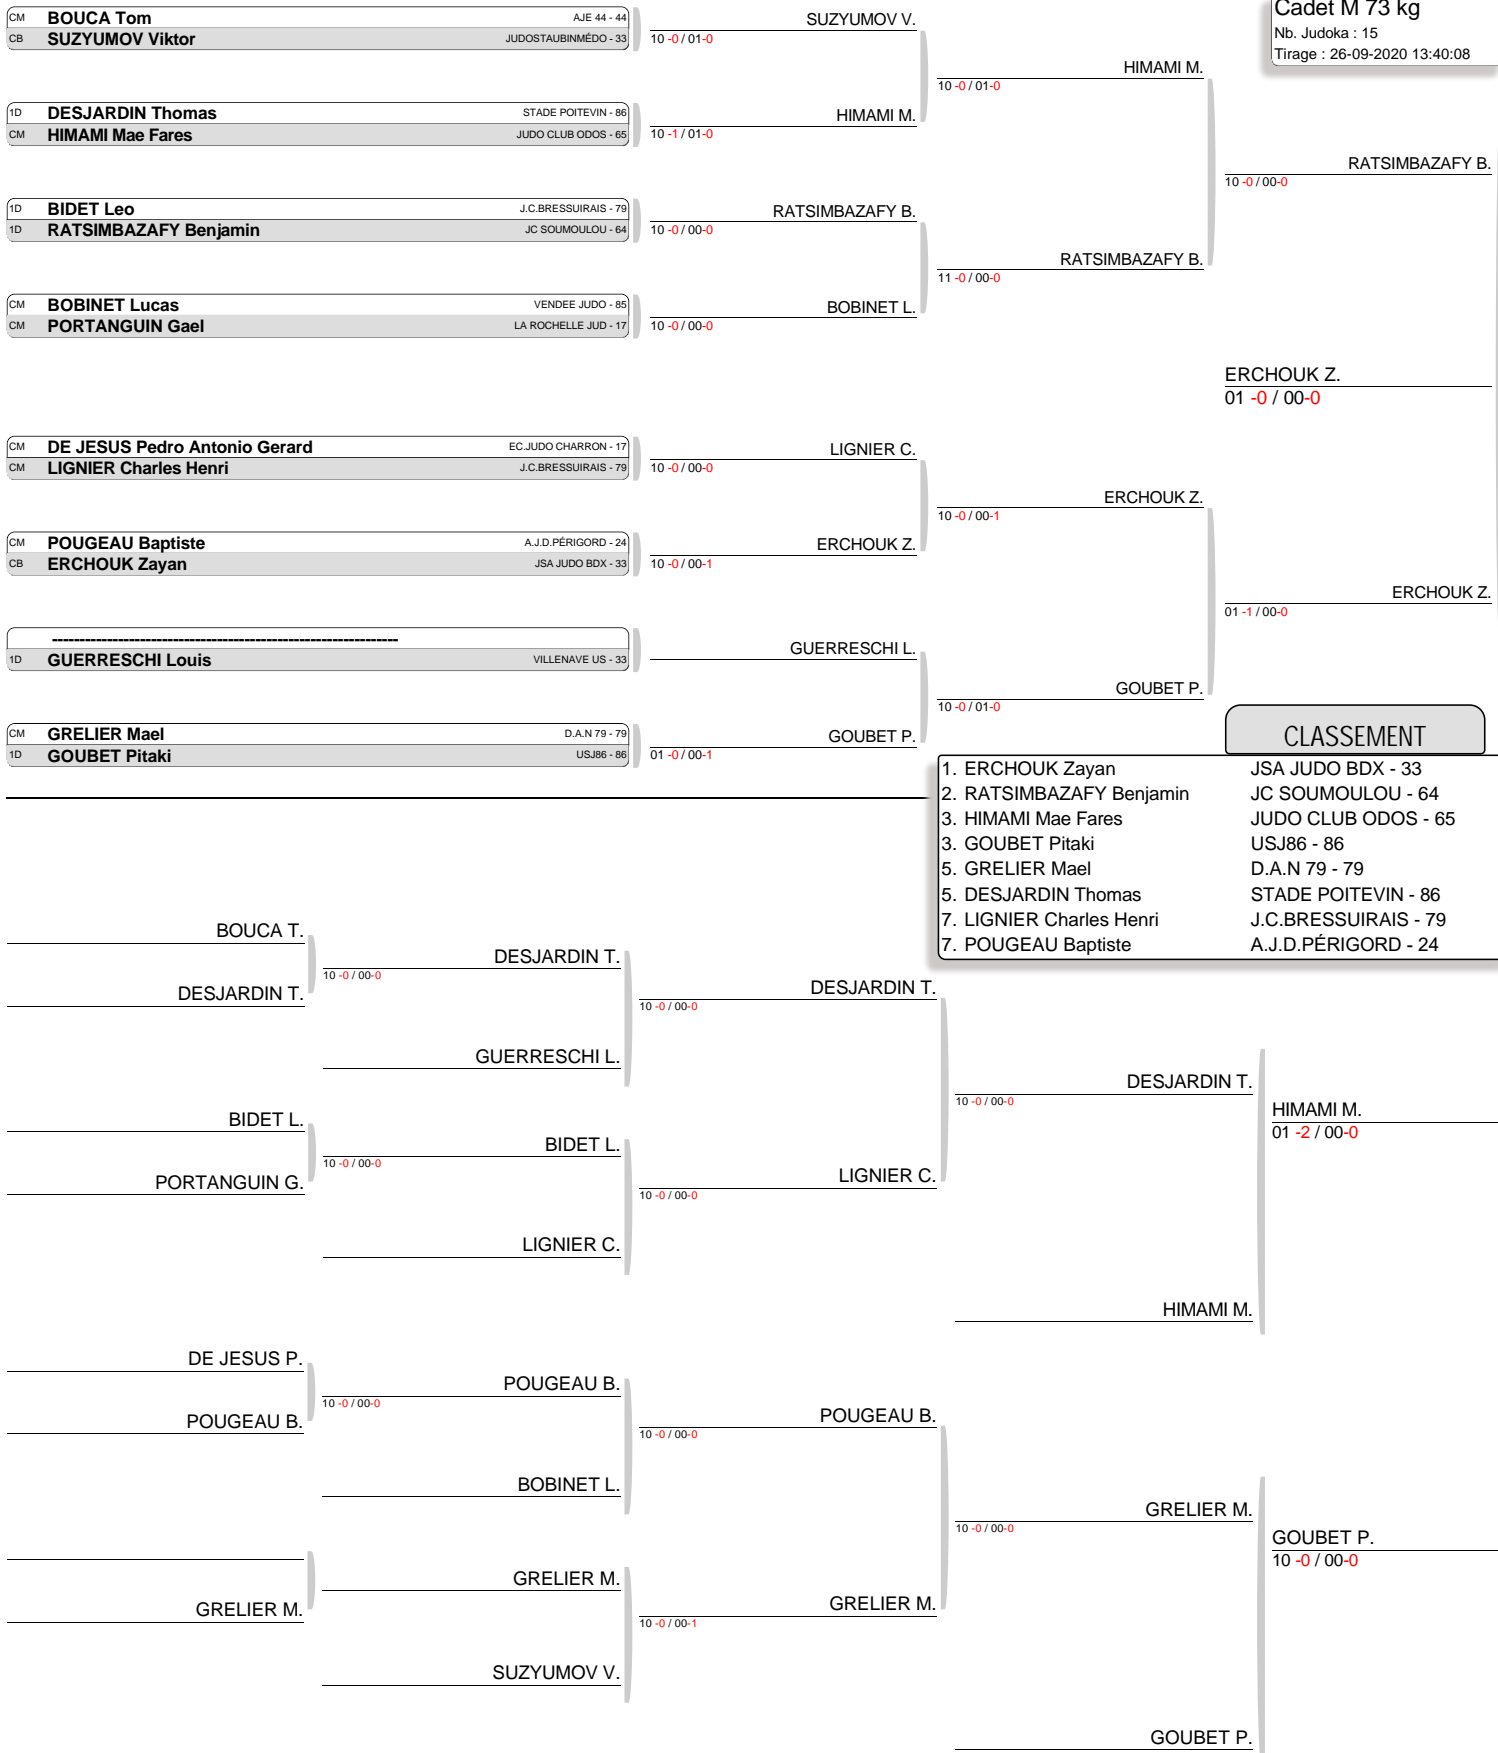 Cadet M 73 kg
Nb. Judoka : 15
Tirage : 26-09-2020 13:40:08
CM BOUCA Tom AJE 44 - 44
CB SUZYUMOV Viktor JUDOSTAUBINMÉDO - 33
SUZYUMOV V.
10 -0 / 01-0
HIMAMI M.
10 -0 / 01-0
1D DESJARDIN Thomas STADE POITEVIN - 86
CM HIMAMI Mae Fares JUDO CLUB ODOS - 65
HIMAMI M.
10 -1 / 01-0
RATSIMBAZAFY B.
10 -0 / 00-0
1D BIDET Leo J.C.BRESSUIRAIS - 79
1D RATSIMBAZAFY Benjamin JC SOUMOULOU - 64
RATSIMBAZAFY B.
10 -0 / 00-0
RATSIMBAZAFY B.
11 -0 / 00-0
CM BOBINET Lucas VENDEE JUDO - 85
CM PORTANGUIN Gael LA ROCHELLE JUD - 17
BOBINET L.
10 -0 / 00-0
ERCHOUK Z.
01 -0 / 00-0
CM DE JESUS Pedro Antonio Gerard EC.JUDO CHARRON - 17
CM LIGNIER Charles Henri J.C.BRESSUIRAIS - 79
LIGNIER C.
10 -0 / 00-0
ERCHOUK Z.
10 -0 / 00-1
CM POUGEAU Baptiste A.J.D.PÉRIGORD - 24
CB ERCHOUK Zayan JSA JUDO BDX - 33
ERCHOUK Z.
10 -0 / 00-1
ERCHOUK Z.
01 -1 / 00-0
----------------------------------------------------------------
1D GUERRESCHI Louis VILLENAVE US - 33
GUERRESCHI L.
GOUBET P.
10 -0 / 01-0
CM GRELIER Mael D.A.N 79 - 79
1D GOUBET Pitaki USJ86 - 86
GOUBET P.
01 -0 / 00-1
CLASSEMENT
1. ERCHOUK Zayan JSA JUDO BDX - 33
2. RATSIMBAZAFY Benjamin JC SOUMOULOU - 64
3. HIMAMI Mae Fares JUDO CLUB ODOS - 65
3. GOUBET Pitaki USJ86 - 86
5. GRELIER Mael D.A.N 79 - 79
5. DESJARDIN Thomas STADE POITEVIN - 86
7. LIGNIER Charles Henri J.C.BRESSUIRAIS - 79
7. POUGEAU Baptiste A.J.D.PÉRIGORD - 24
BOUCA T.
DESJARDIN T.
10 -0 / 00-0
DESJARDIN T.
DESJARDIN T.
10 -0 / 00-0
GUERRESCHI L.
DESJARDIN T.
10 -0 / 00-0
HIMAMI M.
01 -2 / 00-0
BIDET L.
BIDET L.
10 -0 / 00-0
PORTANGUIN G.
LIGNIER C.
10 -0 / 00-0
LIGNIER C.
HIMAMI M.
DE JESUS P.
POUGEAU B.
10 -0 / 00-0
POUGEAU B.
POUGEAU B.
10 -0 / 00-0
BOBINET L.
GRELIER M.
10 -0 / 00-0
GOUBET P.
10 -0 / 00-0
GRELIER M.
GRELIER M.
GRELIER M.
10 -0 / 00-1
SUZYUMOV V.
GOUBET P.